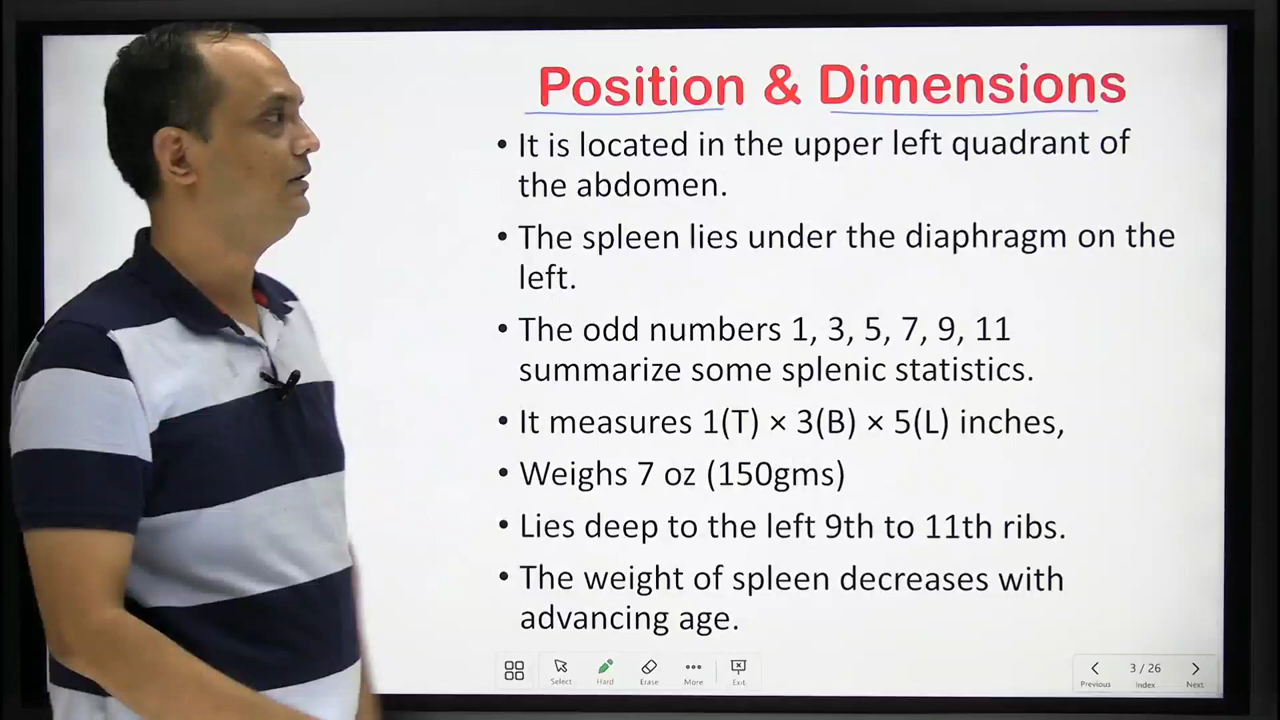 Position & Dimensions
• It is located in the upper left quadrant of
the abdomen.
• The spleen lies under the diaphragm on the
left.
• The odd numbers 1, 3, 5, 7, 9, 11
summarize some splenic statistics.
• It measures 1(T) × 3(B) × 5(L) inches,
• Weighs 7 oz (150gms)
• Lies deep to the left 9th to 11th ribs.
• The weight of spleen decreases with
advancing age.
Select
Hard
Erase
More
Exit
Previous
3 / 26
Index
Next